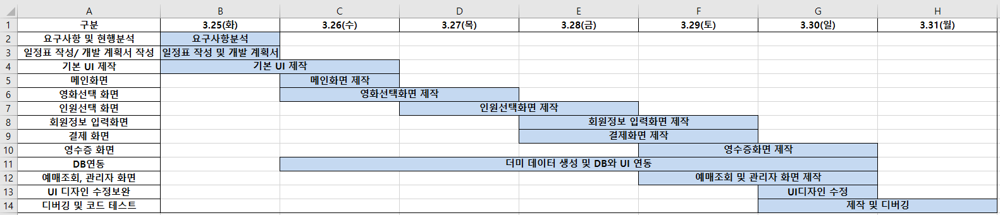 A B C D E F G H
1 구분 3.25(화) 3.26(수) 3.27(목) 3.28(금) 3.29(토) 3.30(일) 3.31(월)
2 요구사항 및 현행분석 요구사항분석
3 일정표 작성/ 개발 계획서 작성 일정표 작성 및 개발 계획서
4 기본 UI 제작 기본 UI 제작
5 메인화면 메인화면 제작
6 영화선택 화면 영화선택화면 제작
7 인원선택 화면 인원선택화면 제작
8 회원정보 입력화면 회원정보 입력화면 제작
9 결제 화면 결제화면 제작
10 영수증 화면 영수증화면 제작
11 DB연동 더미 데이터 생성 및 DB와 UI 연동
12 예매조회, 관리자 화면 예매조회 및 관리자 화면 제작
13 UI 디자인 수정보완 UI디자인 수정
14 디버깅 및 코드 테스트 제작 및 디버깅